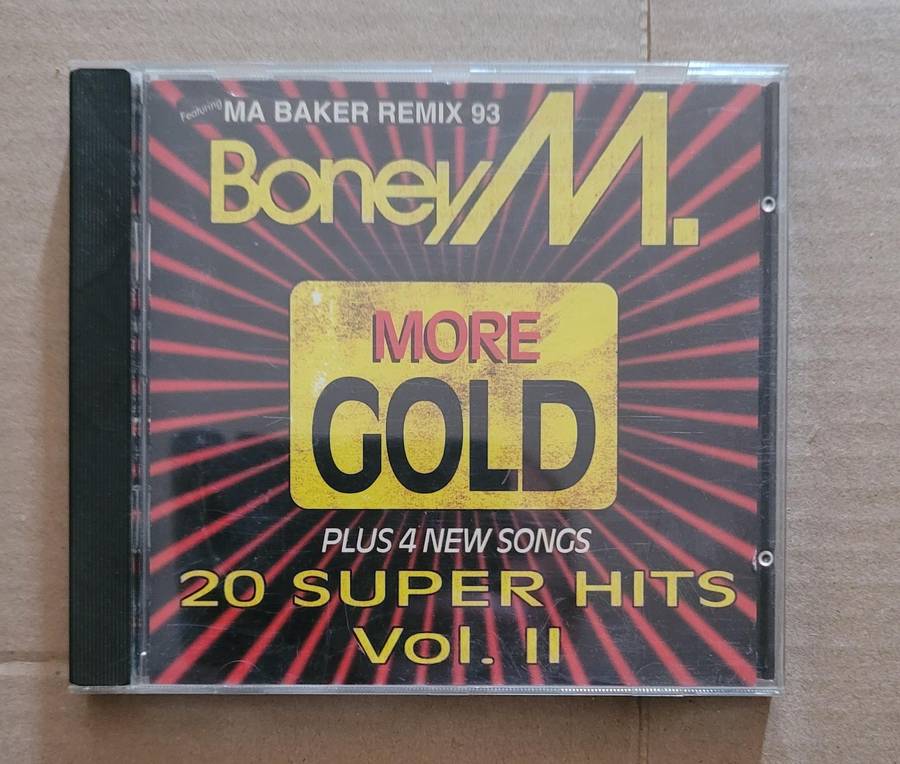 Featuring MA BAKER REMIX 93
Boney M.
MORE
GOLD
PLUS 4 NEW SONGS
20 SUPER HITS
Vol. II